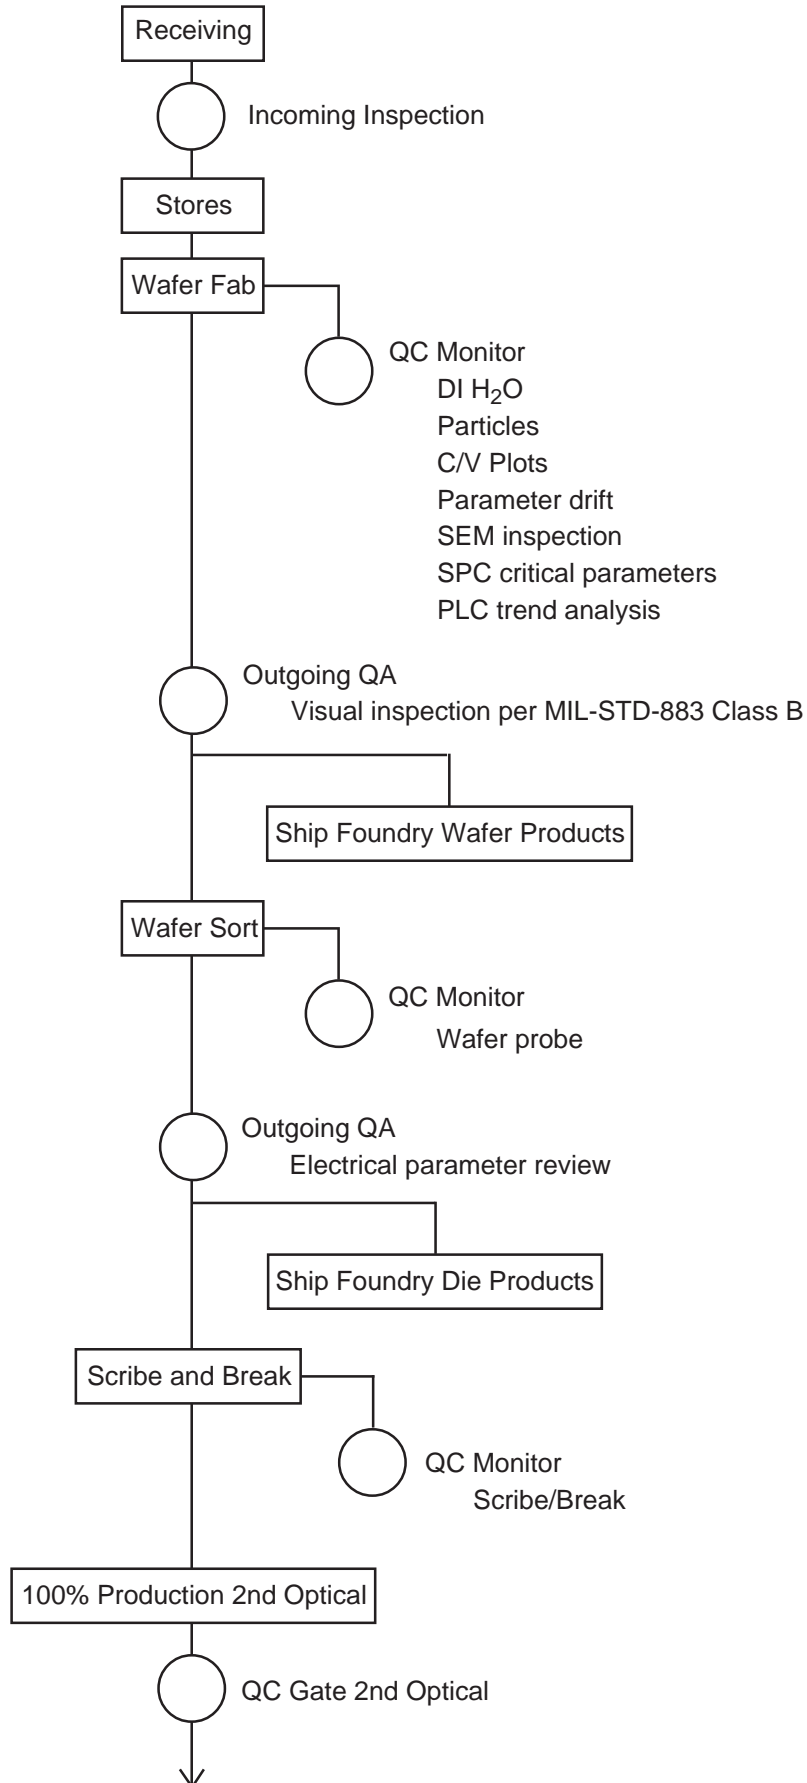 Receiving
Incoming Inspection
Stores
Wafer Fab
QC Monitor
DI H₂O
Particles
C/V Plots
Parameter drift
SEM inspection
SPC critical parameters
PLC trend analysis
Outgoing QA
Visual inspection per MIL-STD-883 Class B
Ship Foundry Wafer Products
Wafer Sort
QC Monitor
Wafer probe
Outgoing QA
Electrical parameter review
Ship Foundry Die Products
Scribe and Break
QC Monitor
Scribe/Break
100% Production 2nd Optical
QC Gate 2nd Optical